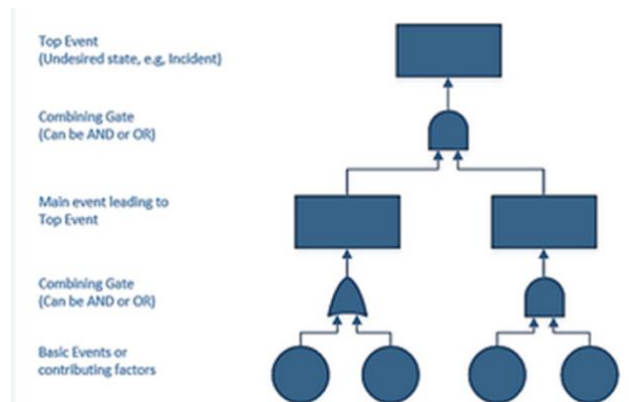 Top Event
(Undesired state, e.g, Incident)
Combining Gate
(Can be AND or OR)
Main event leading to
Top Event
Combining Gate
(Can be AND or OR)
Basic Events or
contributing factors